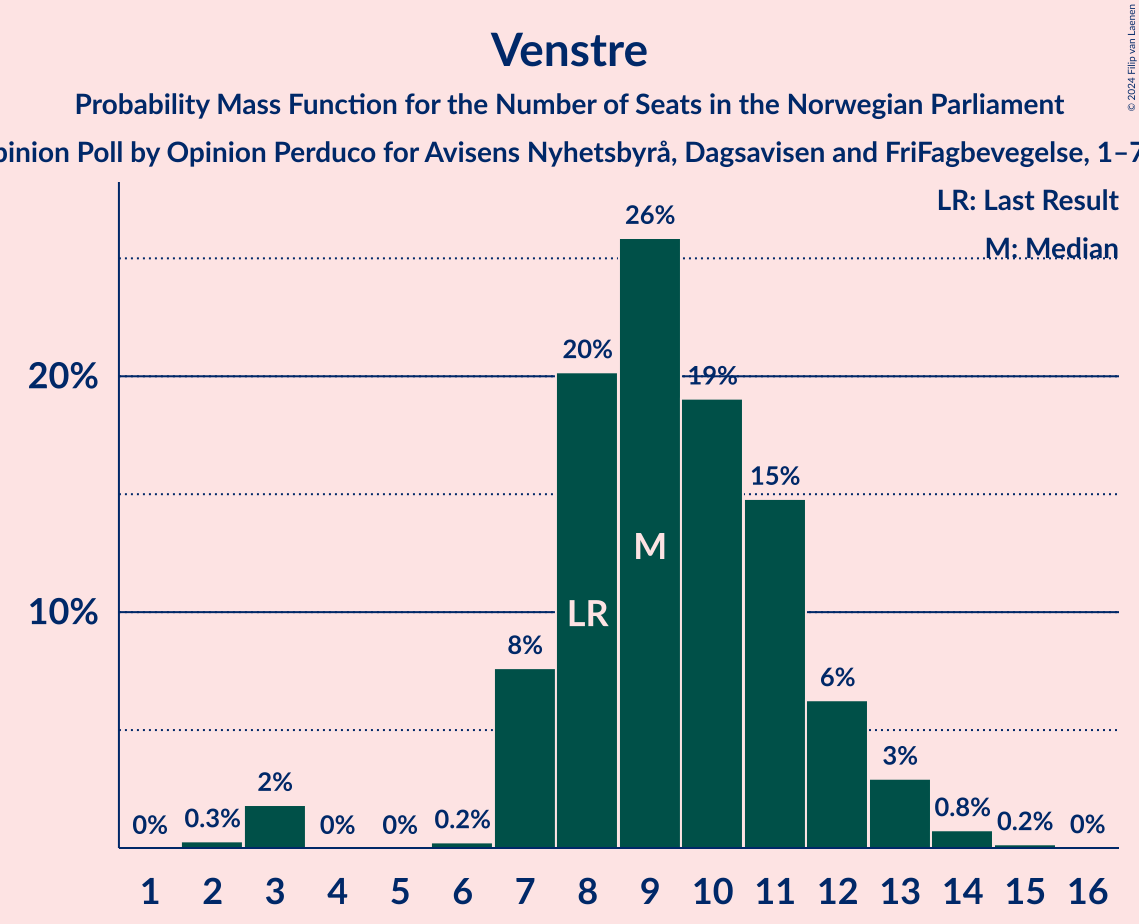 © 2024 Filip van Laenen
Venstre
Probability Mass Function for the Number of Seats in the Norwegian Parliament
pinion Poll by Opinion Perduco for Avisens Nyhetsbyrå, Dagsavisen and FriFagbevegelse, 1–7
LR: Last Result
M: Median
26%
20%
20%
19%
15%
M
10%
LR
8%
6%
3%
2%
0%
0.3%
0%
0%
0.2%
0.8%
0.2%
0%
1 2 3 4 5 6 7 8 9 10 11 12 13 14 15 16